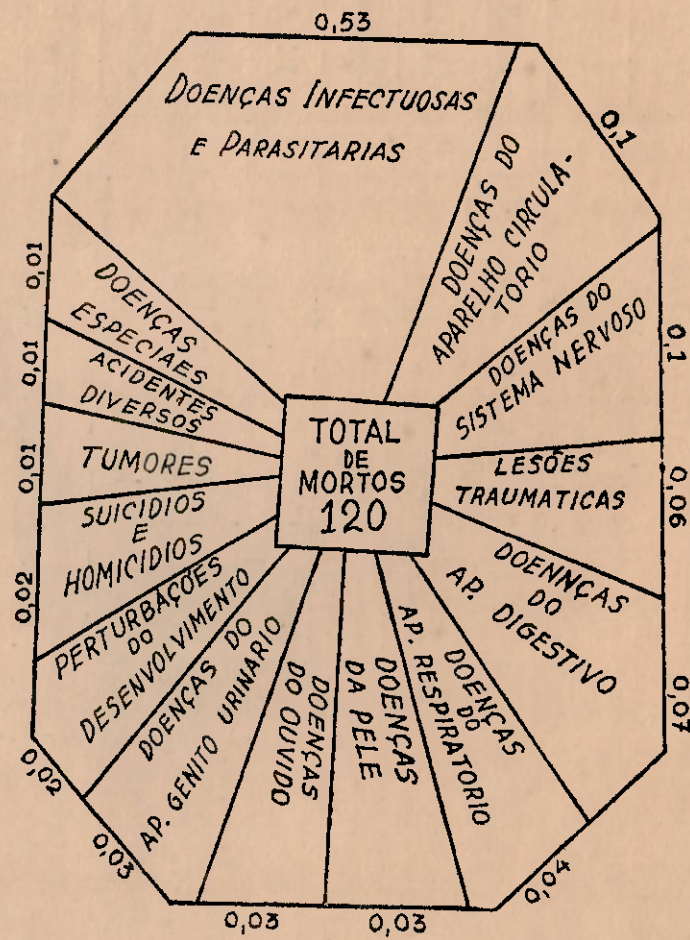 0,53
DOENÇAS INFECTUOSAS
E PARASITARIAS
0,1
DOENÇAS DO
APARELHO CIRCULA-
TORIO
0,1
DOENÇAS DO
SISTEMA NERVOSO
0,06
LESÕES
TRAUMATICAS
0,07
DOENNÇAS
DO
AP. DIGESTIVO
0,04
DOENÇAS
DO
AP. RESPIRATORIO
0,03
DOENÇAS
DA PELE
0,03
DOENÇAS
DO OUVIDO
0,03
DOENÇAS DO
AP. GENITO URINARIO
0,02
PERTURBAÇÕES
DO
DESENVOLVIMENTO
0,02
SUICIDIOS
E
HOMICIDIOS
0,01
TUMORES
0,01
ACIDENTES
DIVERSOS
0,01
DOENÇAS
ESPECIAES
TOTAL
DE
MORTOS
120